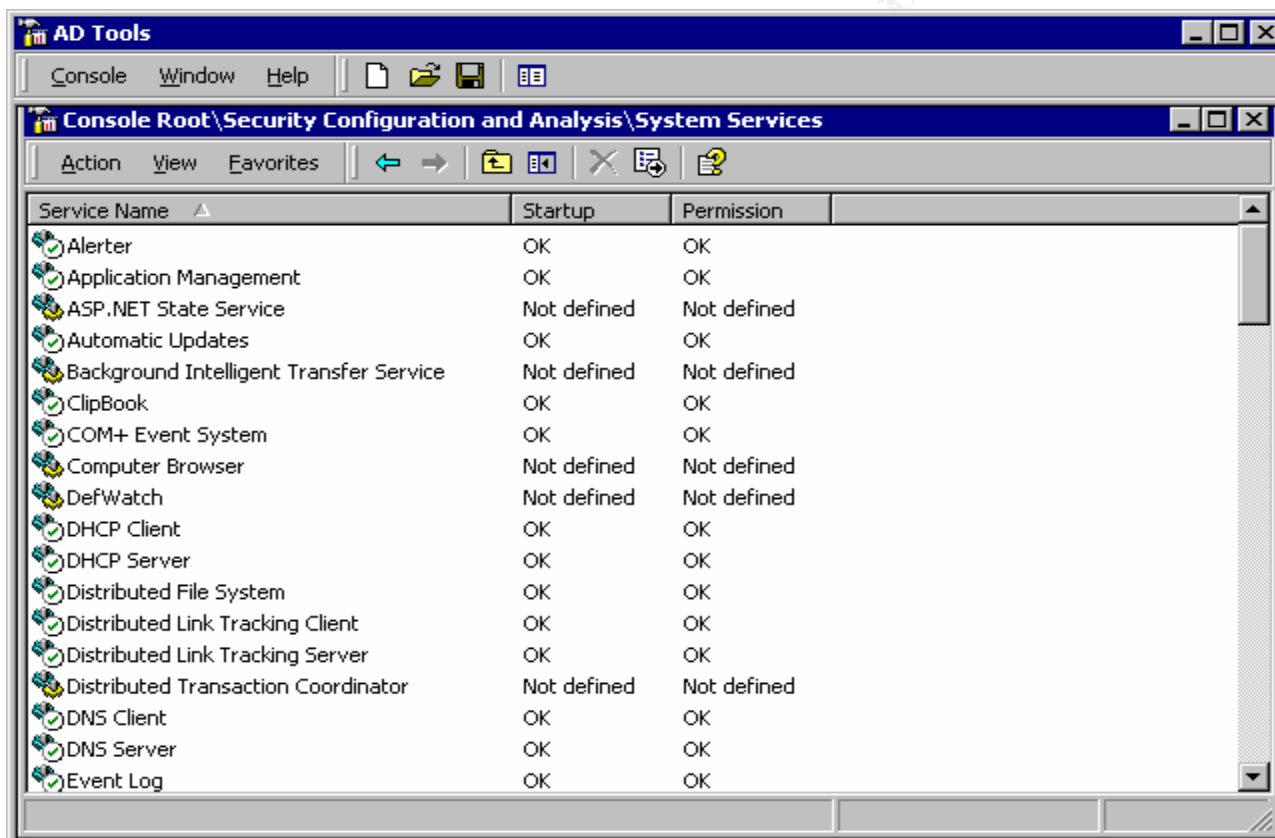 AD Tools
Console Window Help
Console Root\Security Configuration and Analysis\System Services
Action View Favorites
Service Name Startup Permission
Alerter OK OK
Application Management OK OK
ASP.NET State Service Not defined Not defined
Automatic Updates OK OK
Background Intelligent Transfer Service Not defined Not defined
ClipBook OK OK
COM+ Event System OK OK
Computer Browser Not defined Not defined
DefWatch Not defined Not defined
DHCP Client OK OK
DHCP Server OK OK
Distributed File System OK OK
Distributed Link Tracking Client OK OK
Distributed Link Tracking Server OK OK
Distributed Transaction Coordinator Not defined Not defined
DNS Client OK OK
DNS Server OK OK
Event Log OK OK